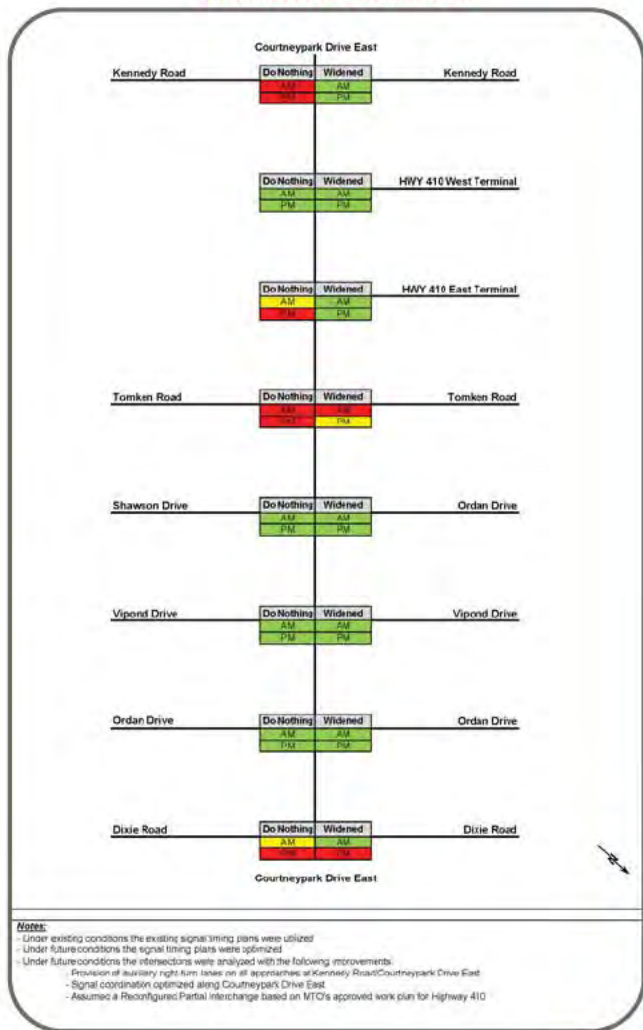 Courtneypark Drive East
Kennedy Road Do Nothing Widened Kennedy Road
AM AM
PM PM
Do Nothing Widened HWY 410 West Terminal
AM AM
PM PM
Do Nothing Widened HWY 410 East Terminal
AM AM
PM PM
Tomken Road Do Nothing Widened Tomken Road
AM AM
PM
Shawson Drive Do Nothing Widened Ordan Drive
AM AM
PM PM
Vipond Drive Do Nothing Widened Vipond Drive
AM AM
PM PM
Ordan Drive Do Nothing Widened Ordan Drive
AM AM
PM PM
Dixie Road Do Nothing Widened Dixie Road
AM AM
PM
Courtneypark Drive East
N
Notes:
- Under existing conditions the existing signal timing plans were utilized
- Under future conditions the signal timing plans were optimized
- Under future conditions the intersections were analyzed with the following improvements:
- Provision of auxiliary right turn lanes on all approaches at Kennedy Road/Courtneypark Drive East
- Signal coordination optimized along Courtneypark Drive East
- Assumed a Reconfigured Partial Interchange based on MTO's approved work plan for Highway 410